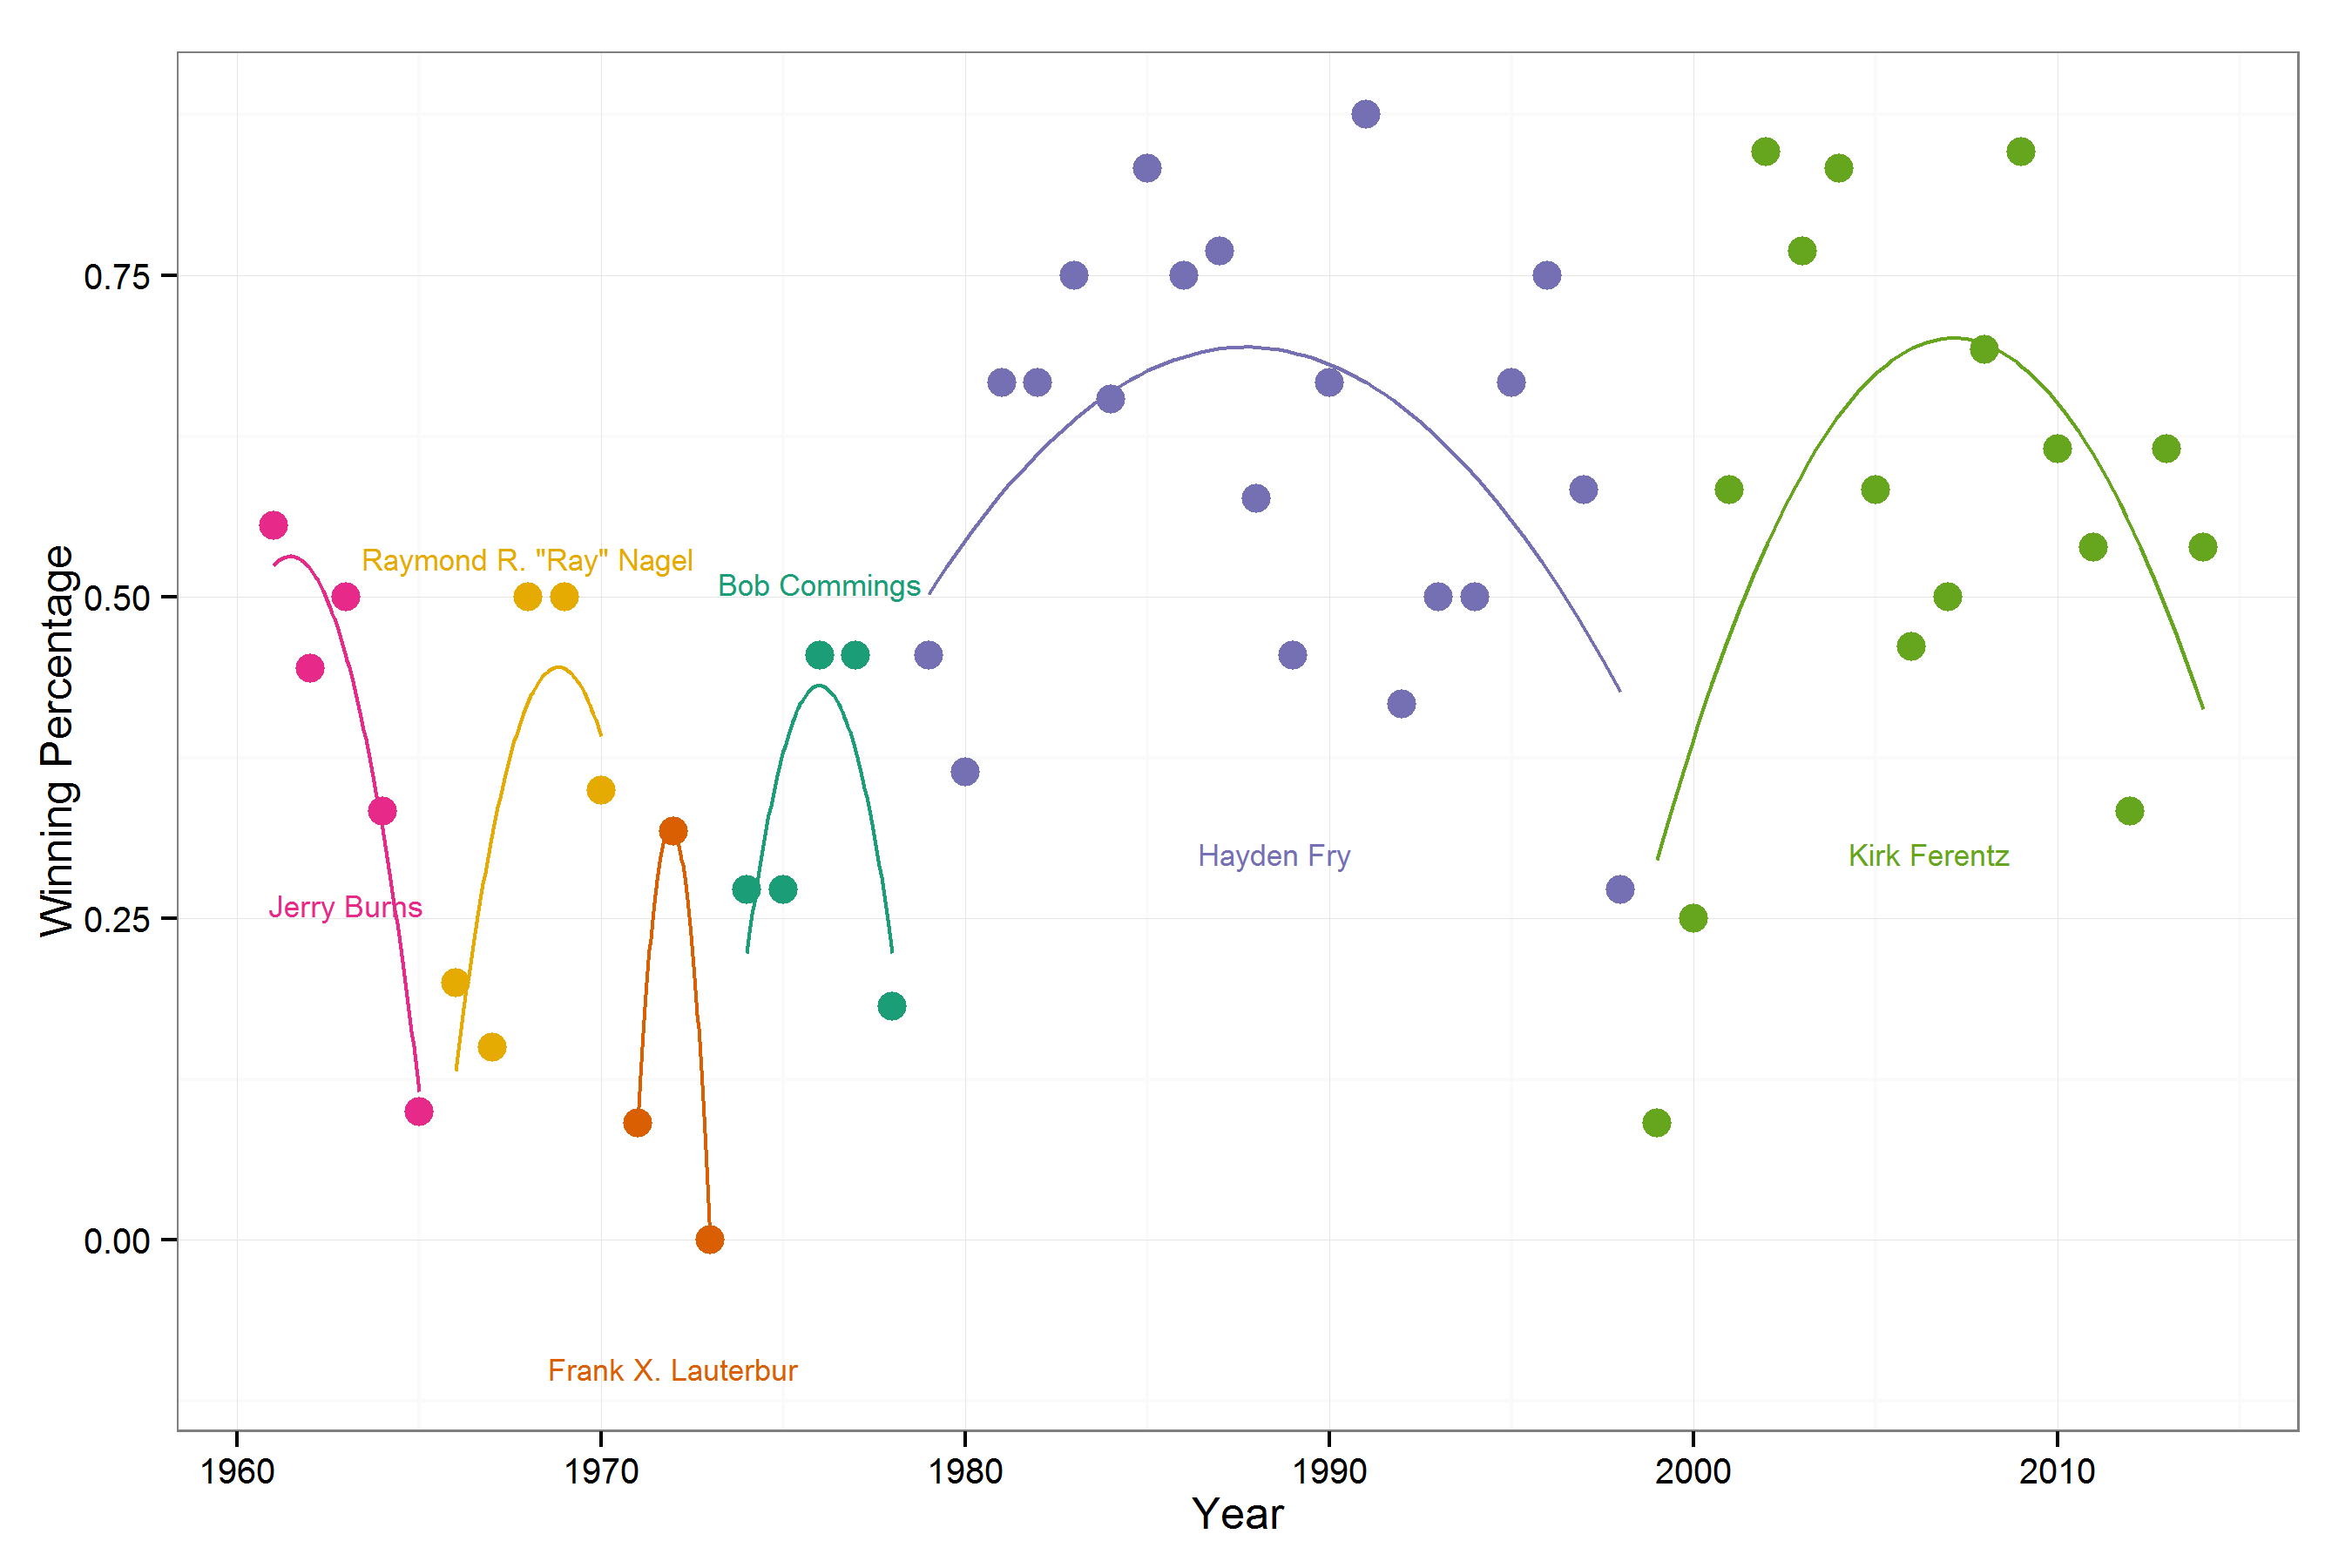 Winning Percentage
0.75
0.50
0.25
0.00
Raymond R. "Ray" Nagel
Bob Commings
Hayden Fry
Kirk Ferentz
Jerry Burns
Frank X. Lauterbur
1960
1970
1980
1990
2000
2010
Year